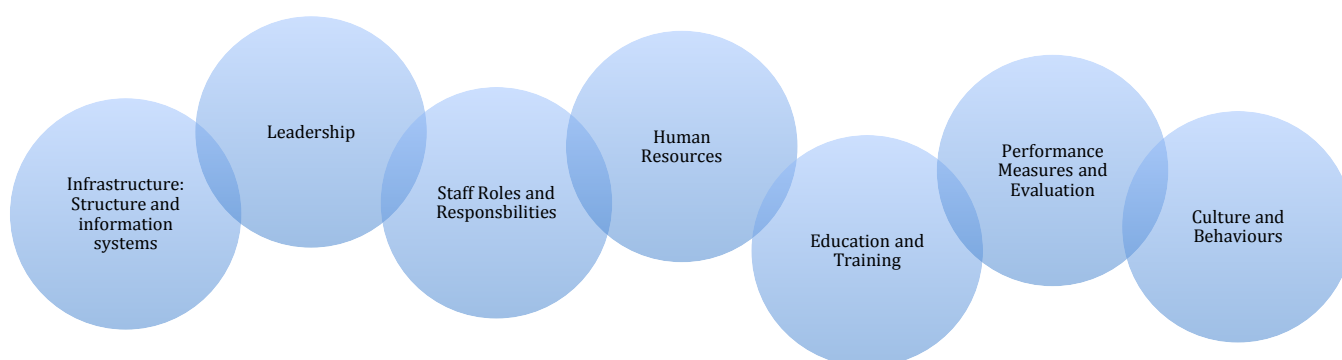 Infrastructure:
Structure and
information
systems
Leadership
Staff Roles and
Responsbilities
Human
Resources
Education and
Training
Performance
Measures and
Evaluation
Culture and
Behaviours